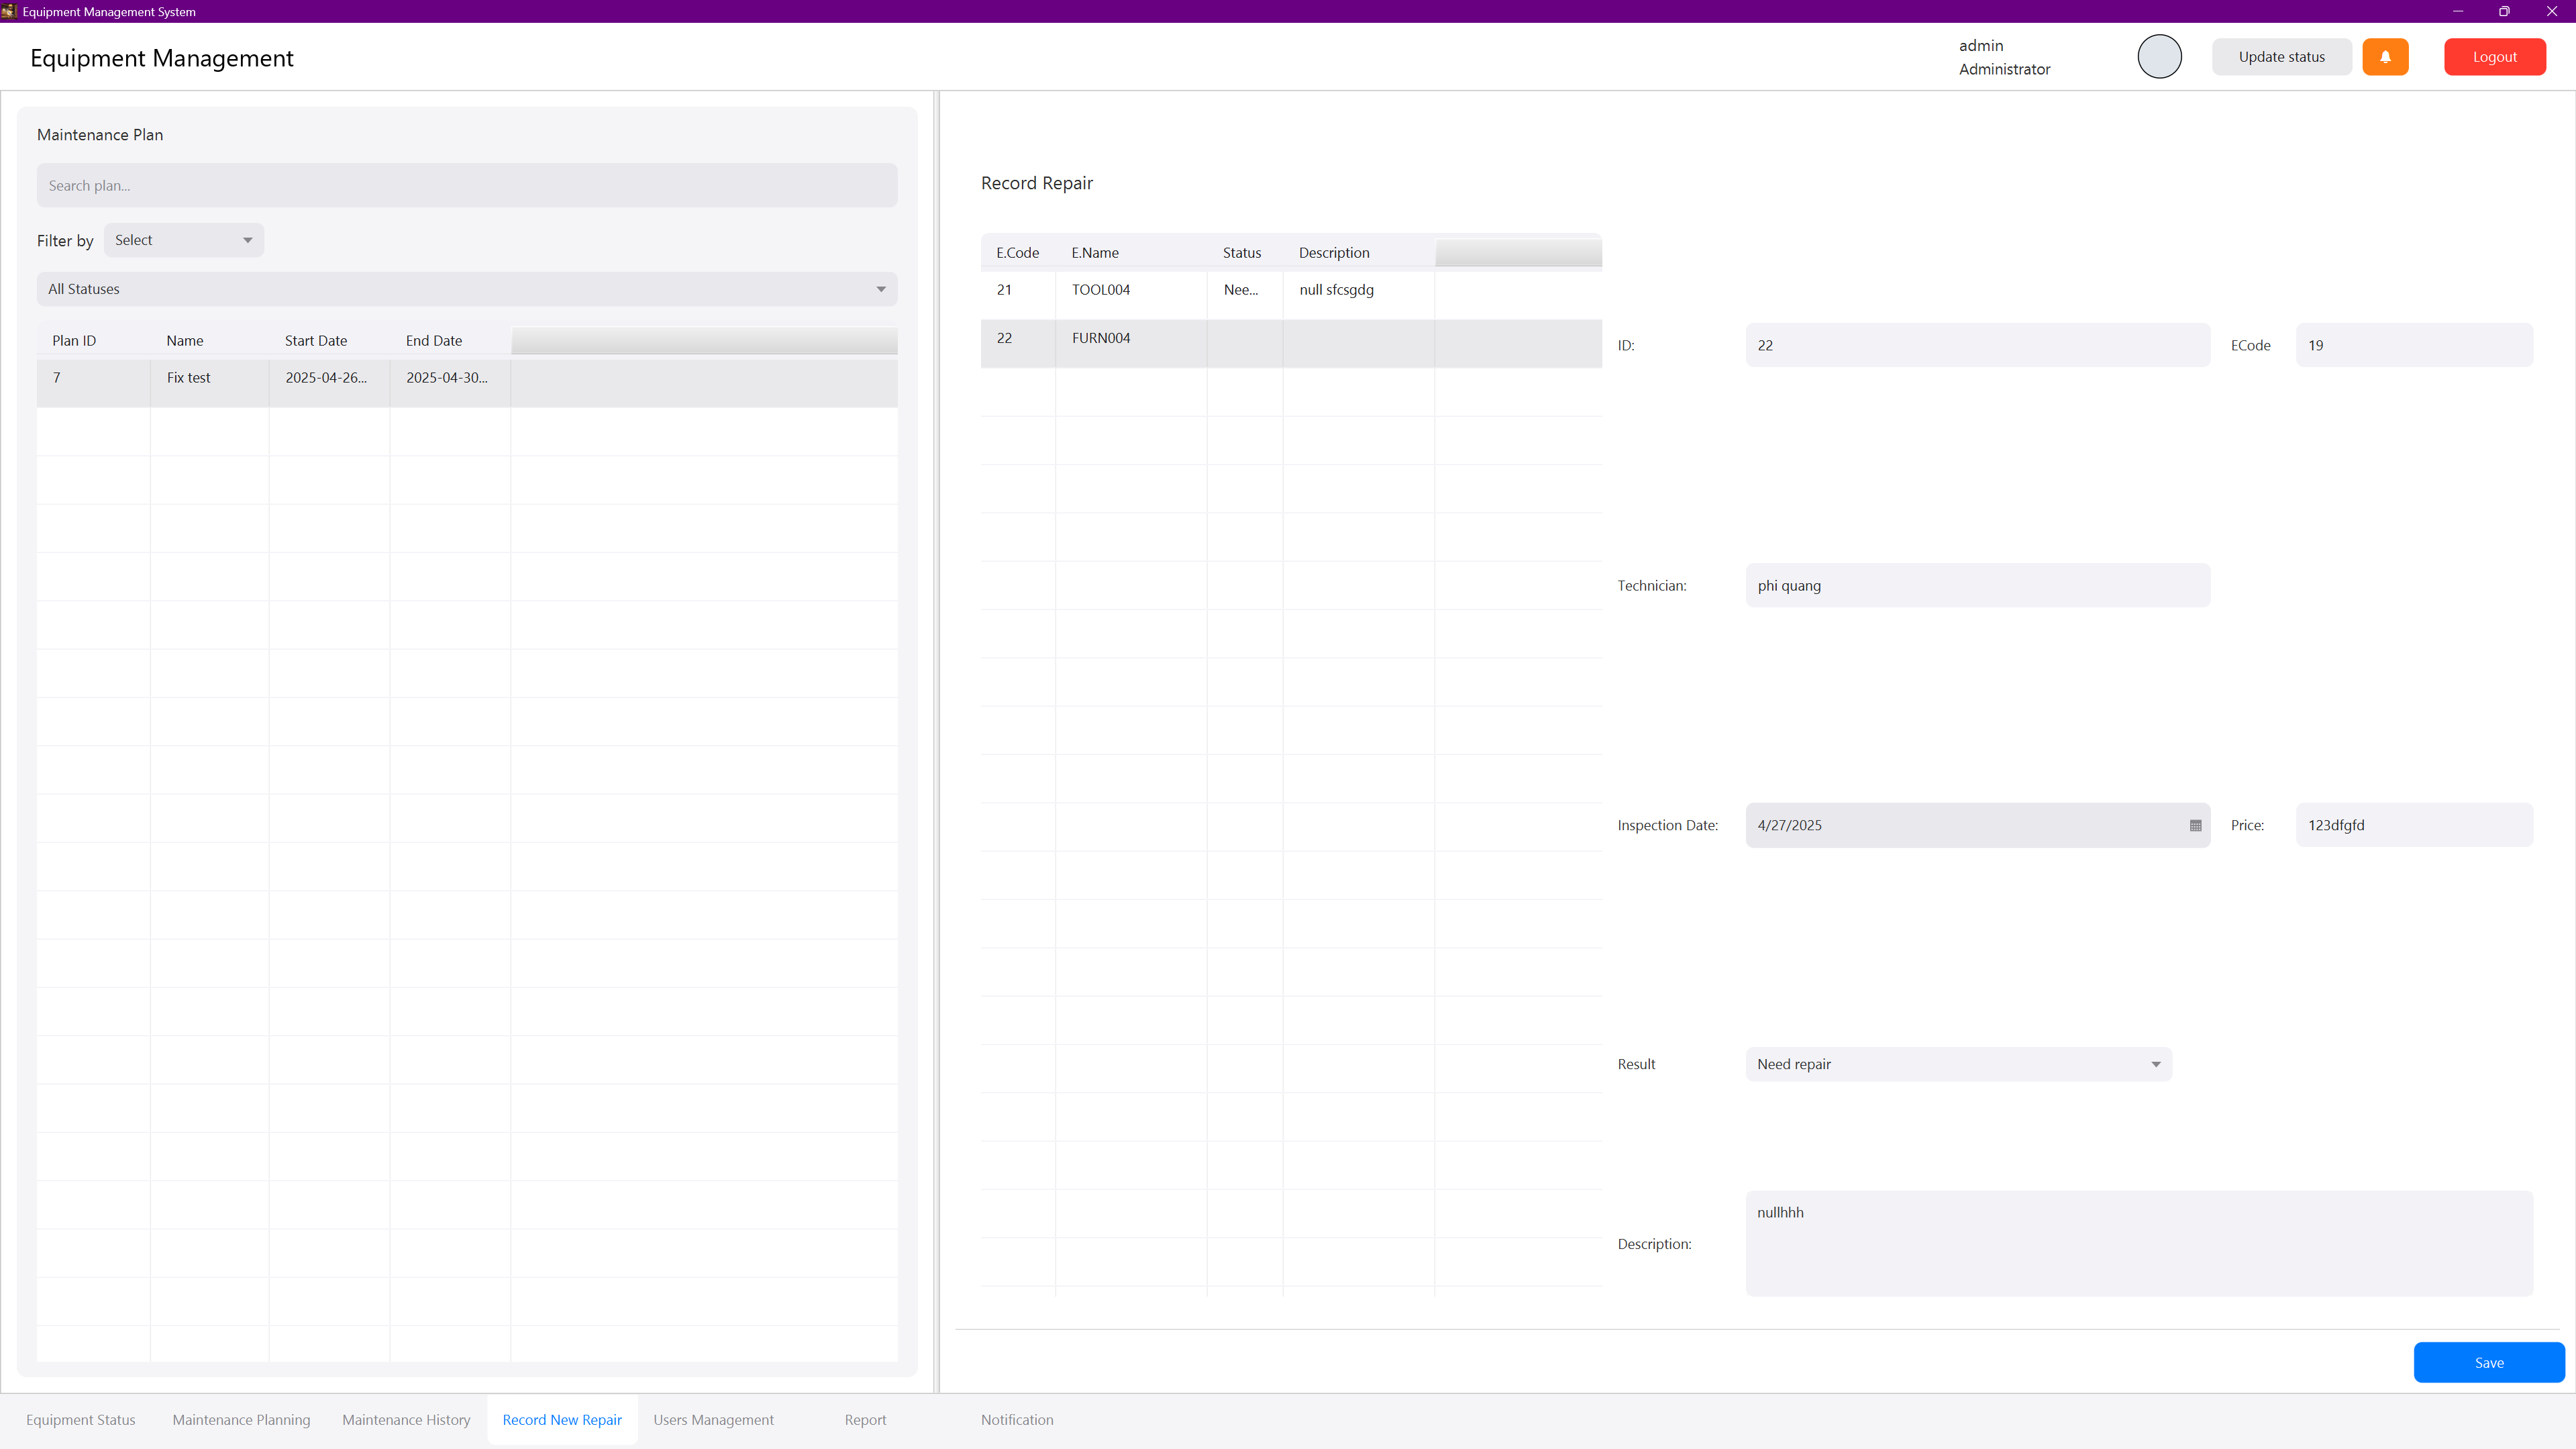 Equipment Management System
Equipment Management
admin
Administrator
Update status
Logout
Maintenance Plan
Search plan...
Filter by
Select
All Statuses
Plan ID Name Start Date End Date
7 Fix test 2025-04-26... 2025-04-30...
Record Repair
E.Code E.Name Status Description
21 TOOL004 Nee... null sfcsgdg
22 FURN004
ID: 22 ECode 19
Technician: phi quang
Inspection Date: 4/27/2025 Price: 123dfgfd
Result Need repair
Description: nullhhh
Save
Equipment Status Maintenance Planning Maintenance History Record New Repair Users Management Report Notification